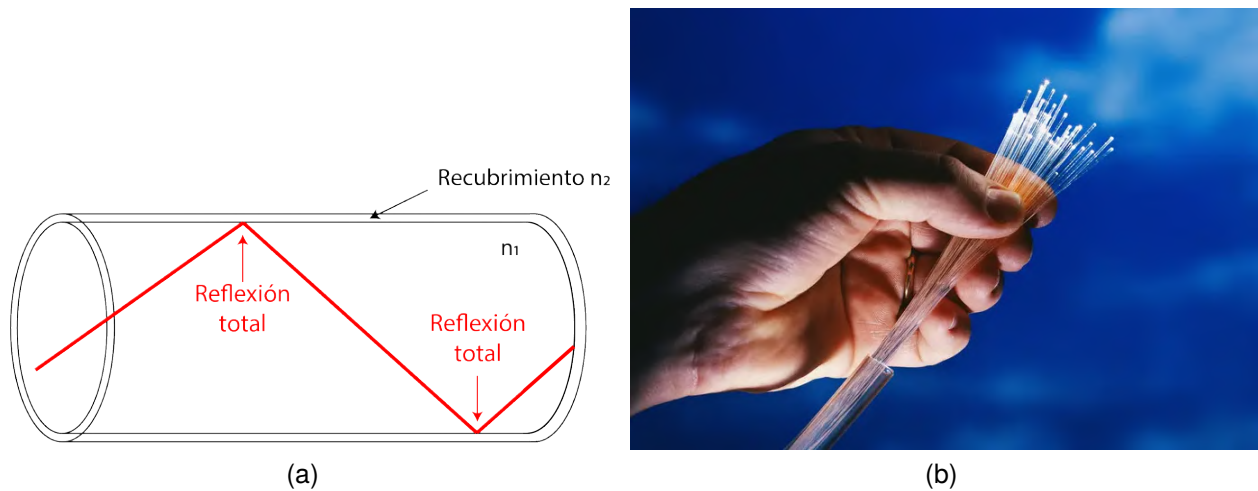 Recubrimiento n₂
n₁
Reflexión
total
Reflexión
total
(a)
(b)